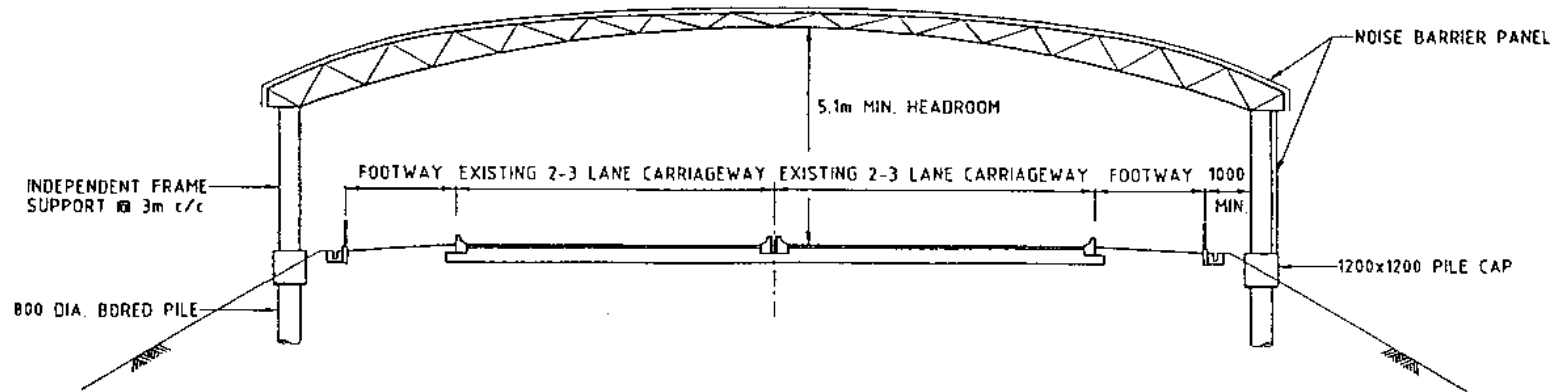 NOISE BARRIER PANEL
5.1m MIN. HEADROOM
FOOTWAY EXISTING 2-3 LANE CARRIAGEWAY EXISTING 2-3 LANE CARRIAGEWAY FOOTWAY 1000
MIN.
INDEPENDENT FRAME
SUPPORT @ 3m c/c
1200x1200 PILE CAP
800 DIA. BORED PILE